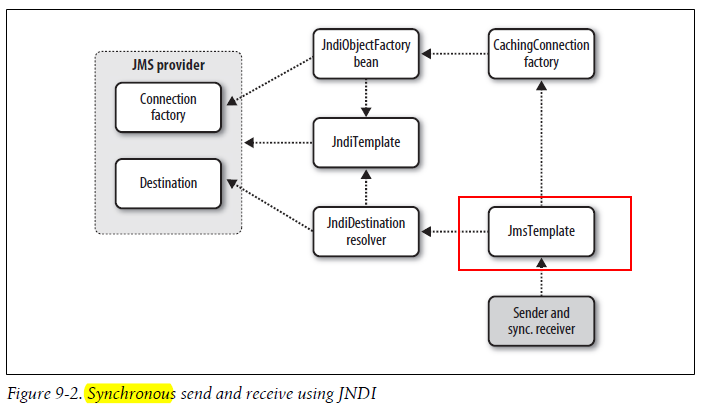 JMS provider
Connection
factory
Destination
JndiObjectFactory
bean
JndiTemplate
JndiDestination
resolver
CachingConnection
factory
JmsTemplate
Sender and
sync. receiver
Figure 9-2. Synchronous send and receive using JNDI